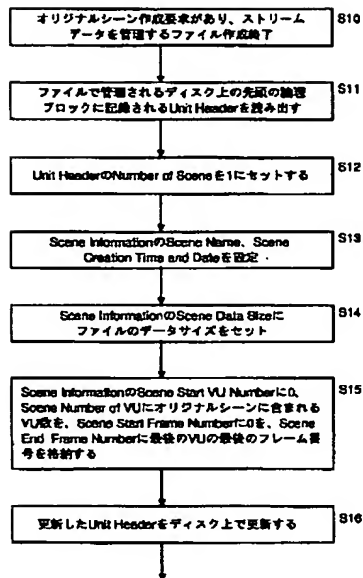 オリジナルシーン作成要求があり、ストリーム
データを管理するファイル作成終了
S10
ファイルで管理されるディスク上の先頭の論理
ブロックに記録されるUnit Headerを読み出す
S11
Unit HeaderのNumber of Sceneを1にセットする
S12
Scene InformationのScene Name、Scene
Creation Time and Dateを設定
S13
Scene InformationのScene Data Sizeに
ファイルのデータサイズをセット
S14
Scene InformationのScene Start VU Numberに0、
Scene Number of VUにオリジナルシーンに含まれる
VU数を、Scene Start Frame Numberに0を、Scene
End Frame Numberに最後のVUの最後のフレーム番
号を格納する
S15
更新したUnit Headerをディスク上で更新する
S16